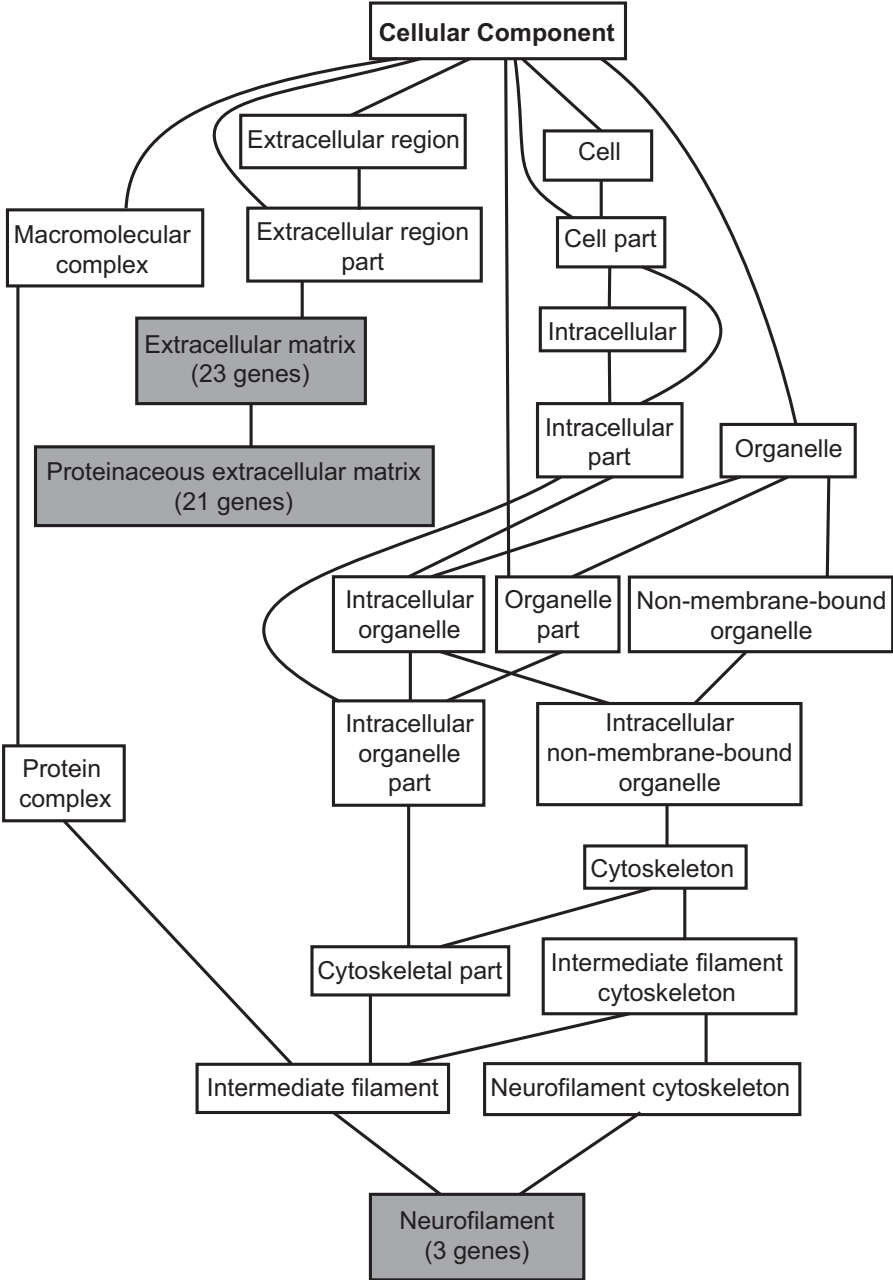 Cellular Component
Extracellular region
Cell
Macromolecular
complex
Extracellular region
part
Cell part
Extracellular matrix
(23 genes)
Intracellular
Intracellular
part
Organelle
Proteinaceous extracellular matrix
(21 genes)
Intracellular
organelle
Organelle
part
Non-membrane-bound
organelle
Intracellular
organelle
part
Intracellular
non-membrane-bound
organelle
Protein
complex
Cytoskeleton
Cytoskeletal part
Intermediate filament
cytoskeleton
Intermediate filament
Neurofilament cytoskeleton
Neurofilament
(3 genes)